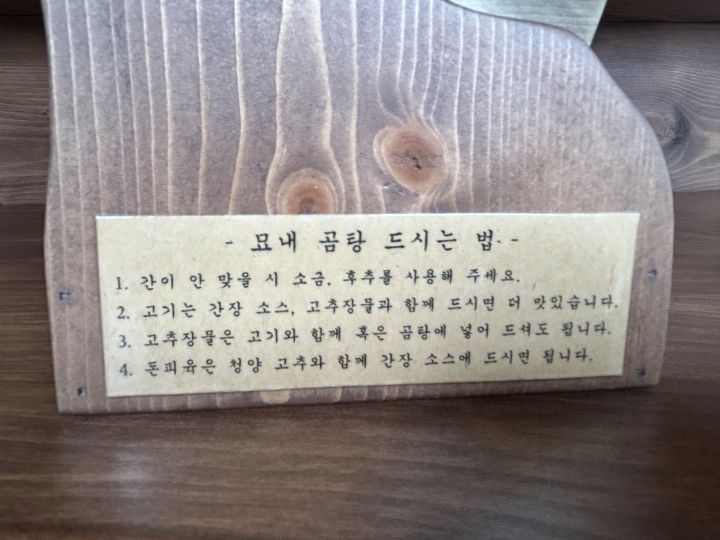 - 묘내 곰탕 드시는 법 -
1. 간이 안 맞을 시 소금, 후추를 사용해 주세요.
2. 고기는 간장 소스, 고추장물과 함께 드시면 더 맛있습니다.
3. 고추장물은 고기와 함께 혹은 곰탕에 넣어 드셔도 됩니다.
4. 돈피육은 청양 고추와 함께 간장 소스에 드시면 됩니다.